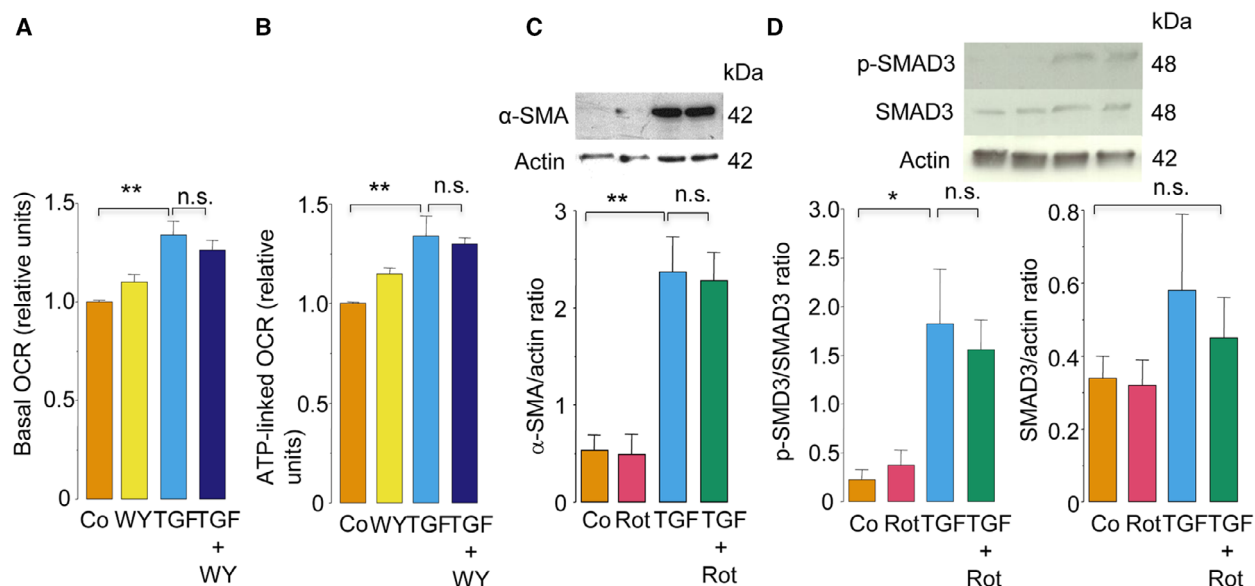 A
Basal OCR (relative units)
1.5
1.0
0.5
0
**
n.s.
Co WY TGF TGF
+
WY
B
ATP-linked OCR (relative
units)
1.5
1.0
0.5
0
**
n.s.
Co WY TGF TGF
+
WY
C
kDa
α-SMA
42
Actin
42
α-SMA/actin ratio
3
2
1
0
**
n.s.
Co Rot TGF TGF
+
Rot
D
kDa
p-SMAD3
48
SMAD3
48
Actin
42
p-SMD3/SMAD3 ratio
3.0
2.5
2.0
1.5
1.0
0.5
0
*
n.s.
Co Rot TGF TGF
+
Rot
SMAD3/actin ratio
0.8
0.6
0.4
0.2
0
n.s.
Co Rot TGF TGF
+
Rot